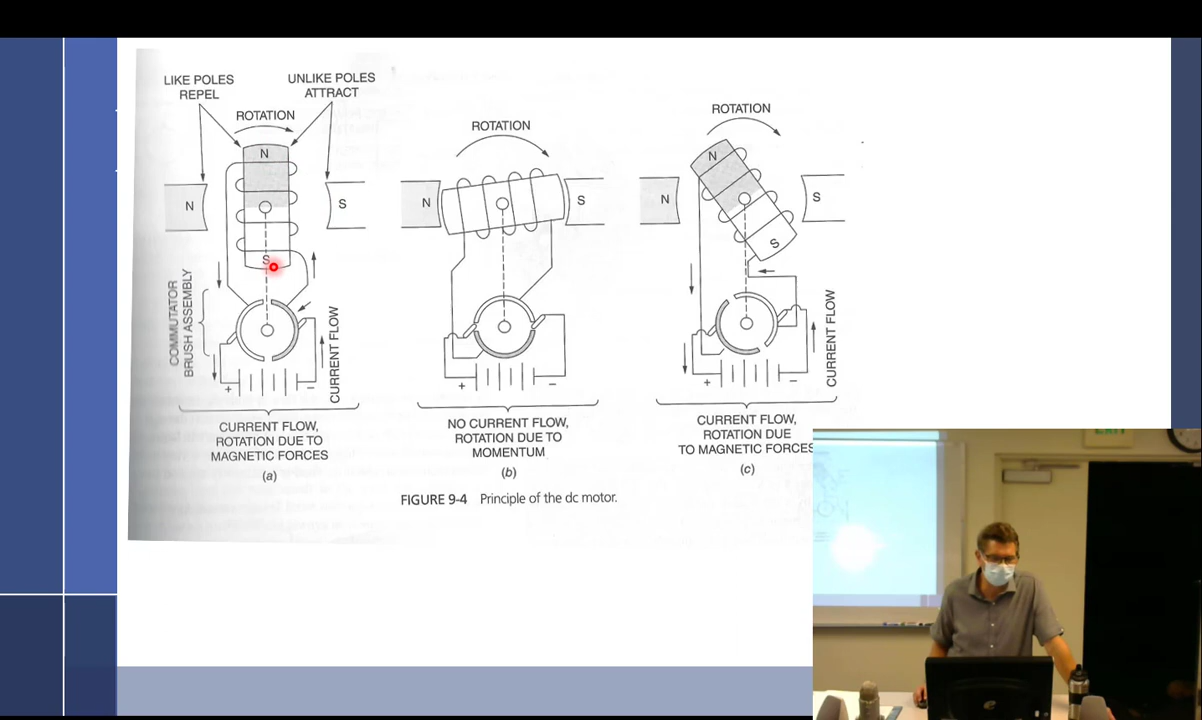 LIKE POLES
REPEL
UNLIKE POLES
ATTRACT
ROTATION
N
N
S
S
COMMUTATOR
BRUSH ASSEMBLY
CURRENT FLOW
+
−
CURRENT FLOW,
ROTATION DUE TO
MAGNETIC FORCES
(a)
ROTATION
N
S
+
−
NO CURRENT FLOW,
ROTATION DUE TO
MOMENTUM
(b)
ROTATION
N
N
S
S
CURRENT FLOW
+
−
CURRENT FLOW,
ROTATION DUE
TO MAGNETIC FORCES
(c)
FIGURE 9-4 Principle of the dc motor.
EXIT